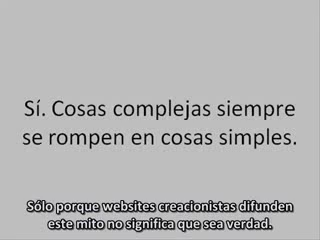 Sí. Cosas complejas siempre
se rompen en cosas simples.
Sólo porque websites creacionistas difunden
este mito no significa que sea verdad.